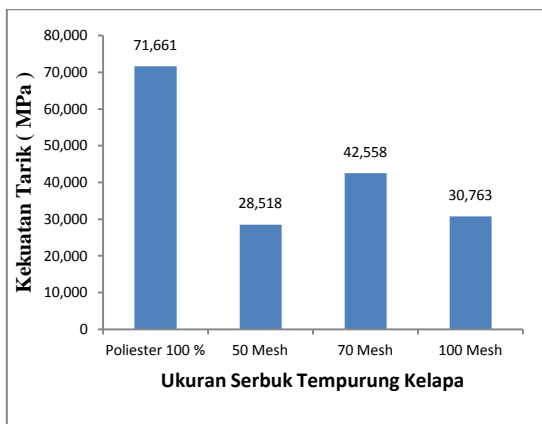 Kekuatan Tarik ( MPa )
80,000
70,000
60,000
50,000
40,000
30,000
20,000
10,000
0
71,661
28,518
42,558
30,763
Poliester 100 %
50 Mesh
70 Mesh
100 Mesh
Ukuran Serbuk Tempurung Kelapa